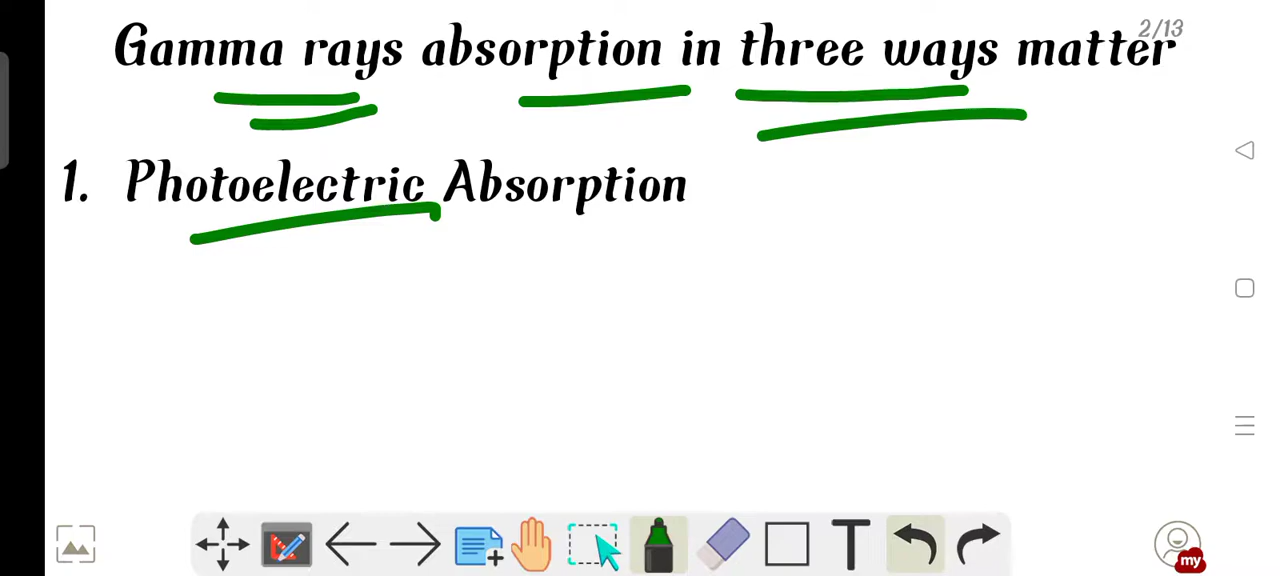 2/13
Gamma rays absorption in three ways matter
1. Photoelectric Absorption
T
my